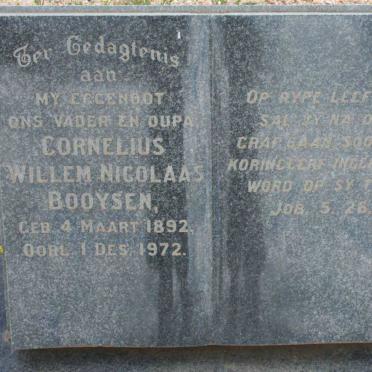 Ter Gedagtenis
aan
MY EGGENOOT
ONS VADER EN OUPA
CORNELIUS
WILLEM NICOLAAS
BOOYSEN,
GEB. 4 MAART 1892.
OORL. 1 DES. 1972.
OP RYPE LEEF
SAL JY NA
GRAF GAAN, SOO
KORINGGERF INGE
WORD OP SY T
JOB. 5. 26.